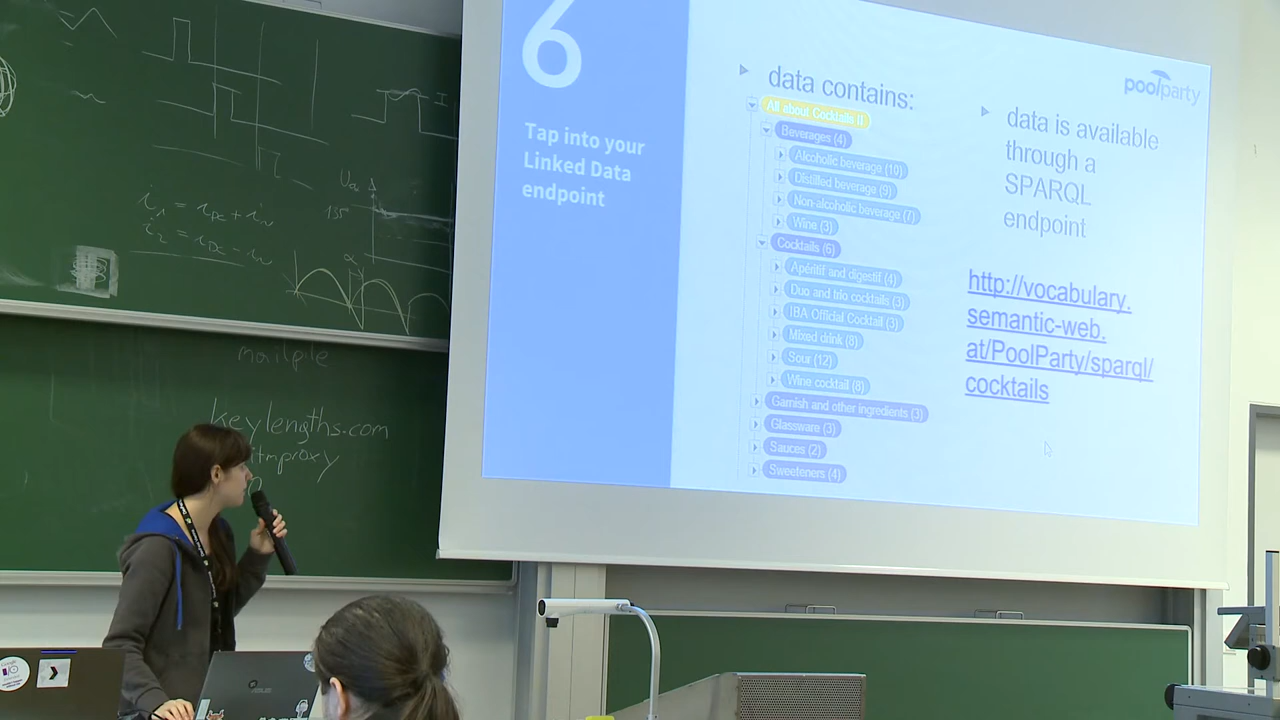 6
Tap into your
Linked Data
endpoint
data contains:
All about Cocktails ()
Beverages (4)
Alcoholic beverage (10)
Distilled beverage (9)
Non-alcoholic beverage (7)
Wine (3)
Cocktails (6)
Apéritif and digestif (4)
Duo and trio cocktails (3)
IBA Official Cocktail (3)
Mixed drink (8)
Sour (12)
Wine cocktail (8)
Garnish and other ingredients (3)
Glassware (3)
Sauces (2)
Sweeteners (4)
poolparty
data is available
through a
SPARQL
endpoint
http://vocabulary.
semantic-web.
at/PoolParty/sparql/
cocktails
mailpile
keylengths.com
itmproxy
ASUS